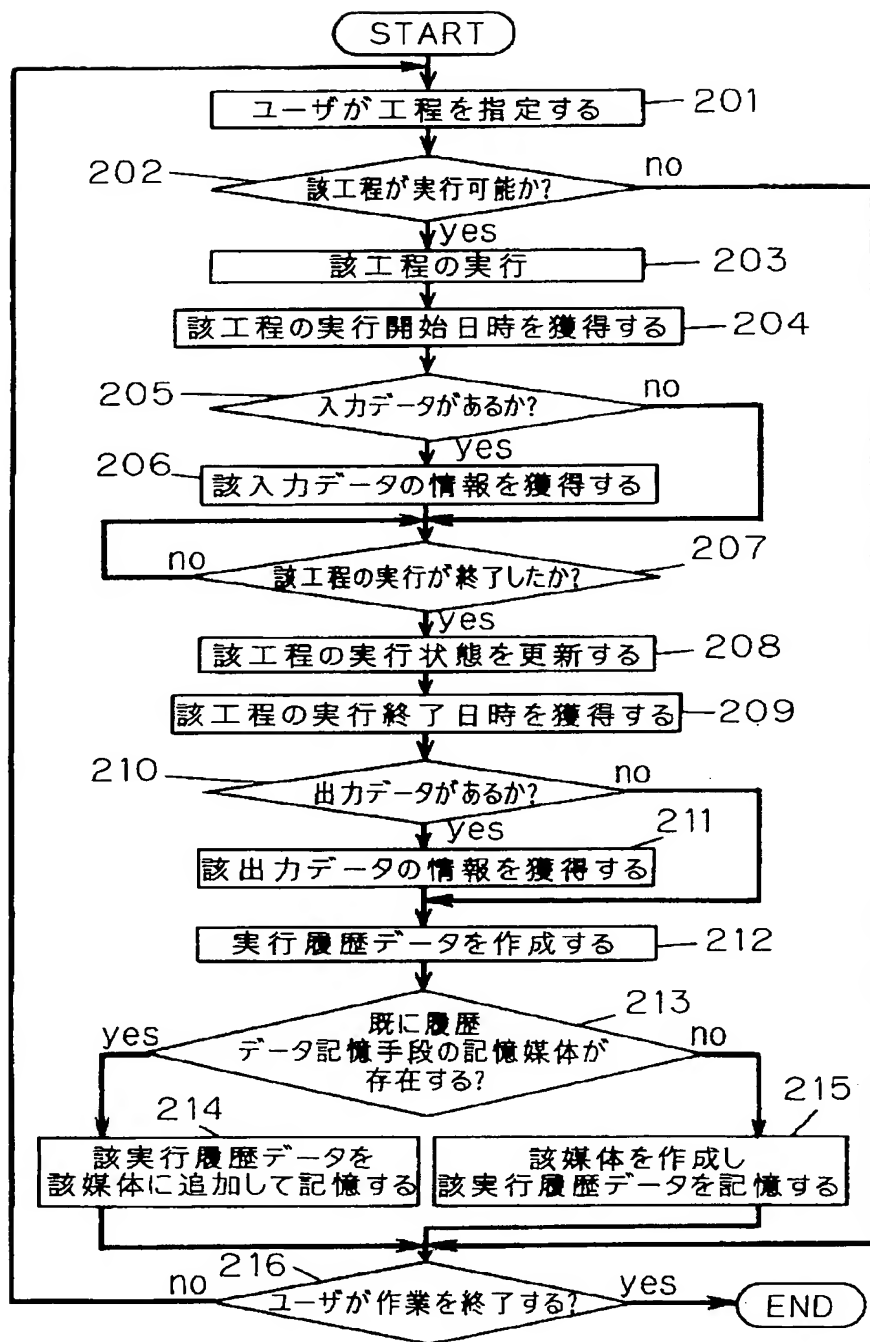 START
ユーザが工程を指定する
201
202
該工程が実行可能か?
no
yes
該工程の実行
203
該工程の実行開始日時を獲得する
204
205
入力データがあるか?
no
yes
206
該入力データの情報を獲得する
207
no
該工程の実行が終了したか?
yes
該工程の実行状態を更新する
208
該工程の実行終了日時を獲得する
209
210
出力データがあるか?
no
yes
211
該出力データの情報を獲得する
実行履歴データを作成する
212
213
yes
既に履歴
データ記憶手段の記憶媒体が
存在する?
no
214
該実行履歴データを
該媒体に追加して記憶する
215
該媒体を作成し
該実行履歴データを記憶する
216
no
ユーザが作業を終了する?
yes
END